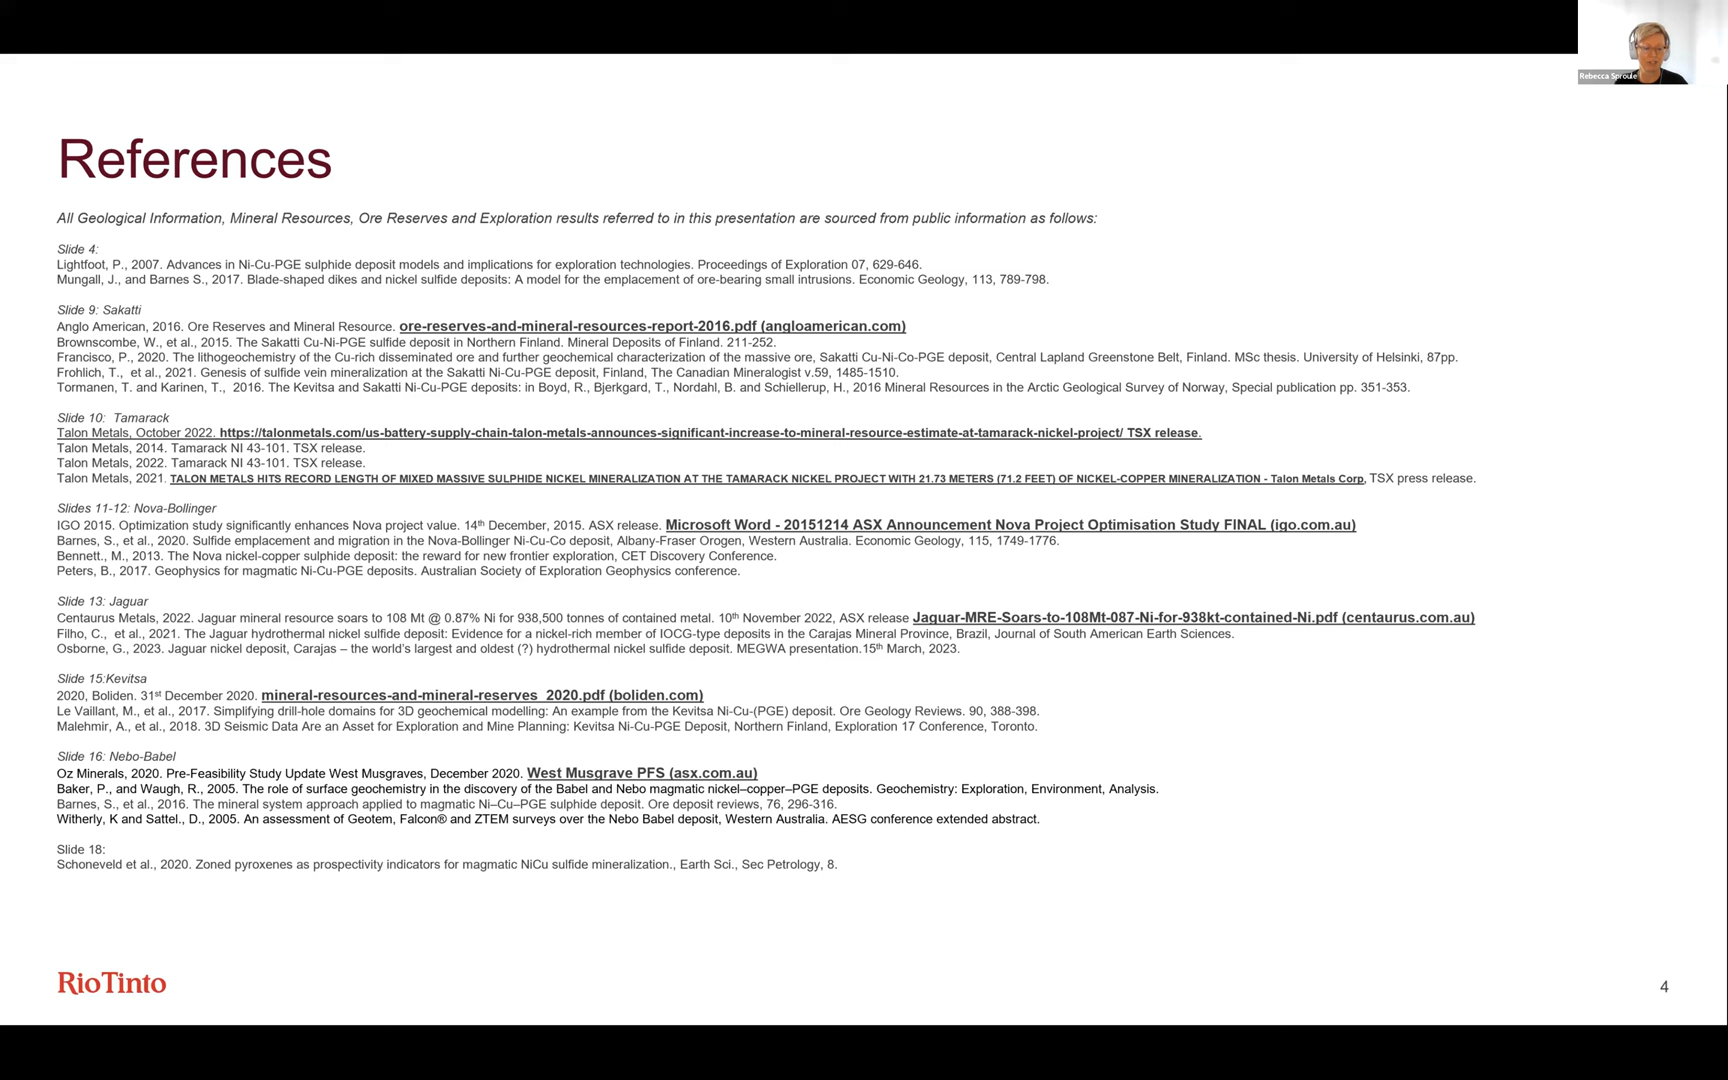 Rebecca Sproule
References
All Geological Information, Mineral Resources, Ore Reserves and Exploration results referred to in this presentation are sourced from public information as follows:
Slide 4:
Lightfoot, P., 2007. Advances in Ni-Cu-PGE sulphide deposit models and implications for exploration technologies. Proceedings of Exploration 07, 629-646.
Mungall, J., and Barnes S., 2017. Blade-shaped dikes and nickel sulfide deposits: A model for the emplacement of ore-bearing small intrusions. Economic Geology, 113, 789-798.
Slide 9: Sakatti
Anglo American, 2016. Ore Reserves and Mineral Resource. ore-reserves-and-mineral-resources-report-2016.pdf (angloamerican.com)
Brownscombe, W., et al., 2015. The Sakatti Cu-Ni-PGE sulfide deposit in Northern Finland. Mineral Deposits of Finland. 211-252.
Francisco, P., 2020. The lithogeochemistry of the Cu-rich disseminated ore and further geochemical characterization of the massive ore, Sakatti Cu-Ni-Co-PGE deposit, Central Lapland Greenstone Belt, Finland. MSc thesis. University of Helsinki, 87pp.
Frohlich, T., et al., 2021. Genesis of sulfide vein mineralization at the Sakatti Ni-Cu-PGE deposit, Finland, The Canadian Mineralogist v.59, 1485-1510.
Tormanen, T. and Karinen, T., 2016. The Kevitsa and Sakatti Ni-Cu-PGE deposits: in Boyd, R., Bjerkgard, T., Nordahl, B. and Schiellerup, H., 2016 Mineral Resources in the Arctic Geological Survey of Norway, Special publication pp. 351-353.
Slide 10: Tamarack
Talon Metals, October 2022. https://talonmetals.com/us-battery-supply-chain-talon-metals-announces-significant-increase-to-mineral-resource-estimate-at-tamarack-nickel-project/ TSX release.
Talon Metals, 2014. Tamarack NI 43-101. TSX release.
Talon Metals, 2022. Tamarack NI 43-101. TSX release.
Talon Metals, 2021. TALON METALS HITS RECORD LENGTH OF MIXED MASSIVE SULPHIDE NICKEL MINERALIZATION AT THE TAMARACK NICKEL PROJECT WITH 21.73 METERS (71.2 FEET) OF NICKEL-COPPER MINERALIZATION - Talon Metals Corp, TSX press release.
Slides 11-12: Nova-Bollinger
IGO 2015. Optimization study significantly enhances Nova project value. 14th December, 2015. ASX release. Microsoft Word - 20151214 ASX Announcement Nova Project Optimisation Study FINAL (igo.com.au)
Barnes, S., et al., 2020. Sulfide emplacement and migration in the Nova-Bollinger Ni-Cu-Co deposit, Albany-Fraser Orogen, Western Australia. Economic Geology, 115, 1749-1776.
Bennett., M., 2013. The Nova nickel-copper sulphide deposit: the reward for new frontier exploration, CET Discovery Conference.
Peters, B., 2017. Geophysics for magmatic Ni-Cu-PGE deposits. Australian Society of Exploration Geophysics conference.
Slide 13: Jaguar
Centaurus Metals, 2022. Jaguar mineral resource soars to 108 Mt @ 0.87% Ni for 938,500 tonnes of contained metal. 10th November 2022, ASX release Jaguar-MRE-Soars-to-108Mt-087-Ni-for-938kt-contained-Ni.pdf (centaurus.com.au)
Filho, C., et al., 2021. The Jaguar hydrothermal nickel sulfide deposit: Evidence for a nickel-rich member of IOCG-type deposits in the Carajas Mineral Province, Brazil, Journal of South American Earth Sciences.
Osborne, G., 2023. Jaguar nickel deposit, Carajas – the world's largest and oldest (?) hydrothermal nickel sulfide deposit. MEGWA presentation.15th March, 2023.
Slide 15:Kevitsa
2020, Boliden. 31st December 2020. mineral-resources-and-mineral-reserves_2020.pdf (boliden.com)
Le Vaillant, M., et al., 2017. Simplifying drill-hole domains for 3D geochemical modelling: An example from the Kevitsa Ni-Cu-(PGE) deposit. Ore Geology Reviews. 90, 388-398.
Malehmir, A., et al., 2018. 3D Seismic Data Are an Asset for Exploration and Mine Planning: Kevitsa Ni-Cu-PGE Deposit, Northern Finland, Exploration 17 Conference, Toronto.
Slide 16: Nebo-Babel
Oz Minerals, 2020. Pre-Feasibility Study Update West Musgraves, December 2020. West Musgrave PFS (asx.com.au)
Baker, P., and Waugh, R., 2005. The role of surface geochemistry in the discovery of the Babel and Nebo magmatic nickel–copper–PGE deposits. Geochemistry: Exploration, Environment, Analysis.
Barnes, S., et al., 2016. The mineral system approach applied to magmatic Ni–Cu–PGE sulphide deposit. Ore deposit reviews, 76, 296-316.
Witherly, K and Sattel., D., 2005. An assessment of Geotem, Falcon® and ZTEM surveys over the Nebo Babel deposit, Western Australia. AESG conference extended abstract.
Slide 18:
Schoneveld et al., 2020. Zoned pyroxenes as prospectivity indicators for magmatic NiCu sulfide mineralization., Earth Sci., Sec Petrology, 8.
RioTinto
4